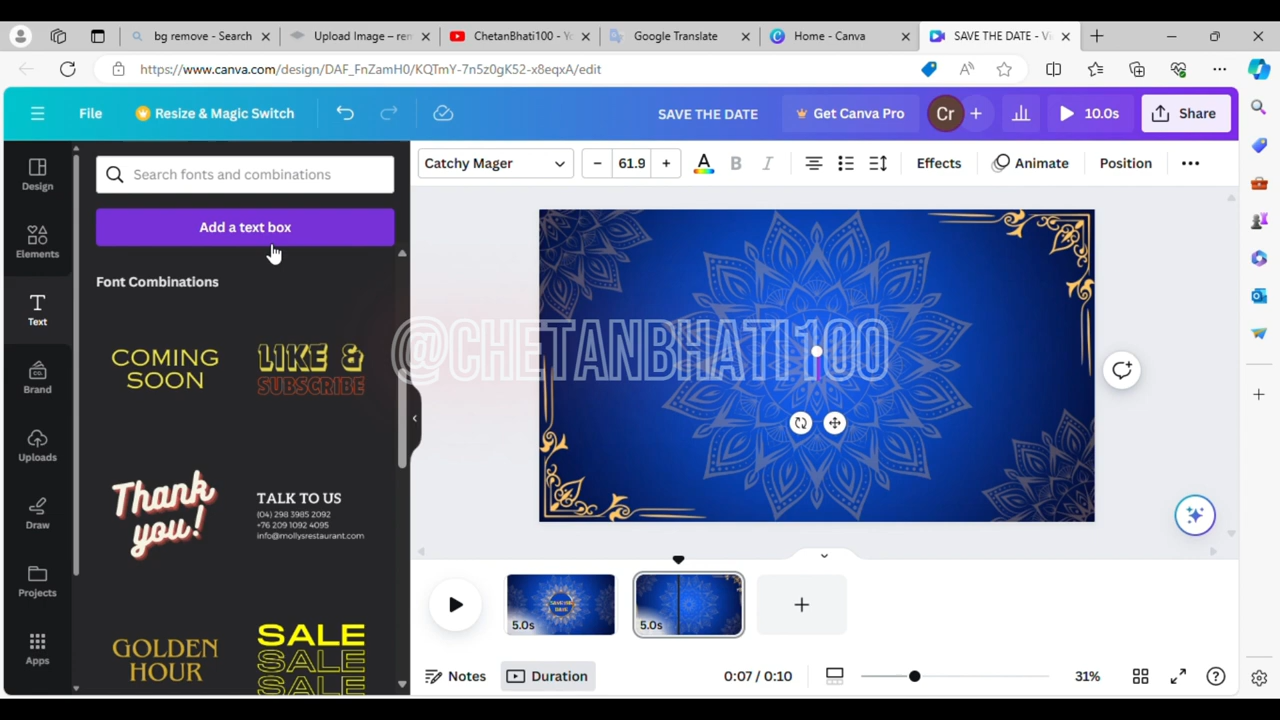 bg remove - Search
Upload Image – ren
ChetanBhati100 - Yo
Google Translate
Home - Canva
SAVE THE DATE - Vi
https://www.canva.com/design/DAF_FnZamH0/KQTmY-7n5z0gK52-x8eqxA/edit
File
Resize & Magic Switch
SAVE THE DATE
Get Canva Pro
Cr
10.0s
Share
Design
Elements
Text
Brand
Uploads
Draw
Projects
Apps
Search fonts and combinations
Add a text box
Font Combinations
COMING
SOON
LIKE &
SUBSCRIBE
Thank
you!
TALK TO US
(04) 298 3985 2092
+76 209 1092 4095
info@mollysrestaurant.com
GOLDEN
HOUR
SALE
SALE
SALE
Catchy Mager
61.9
A
B
I
Effects
Animate
Position
@CHETANBHATI100
5.0s
SAVE THE
DATE
5.0s
Notes
Duration
0:07 / 0:10
31%